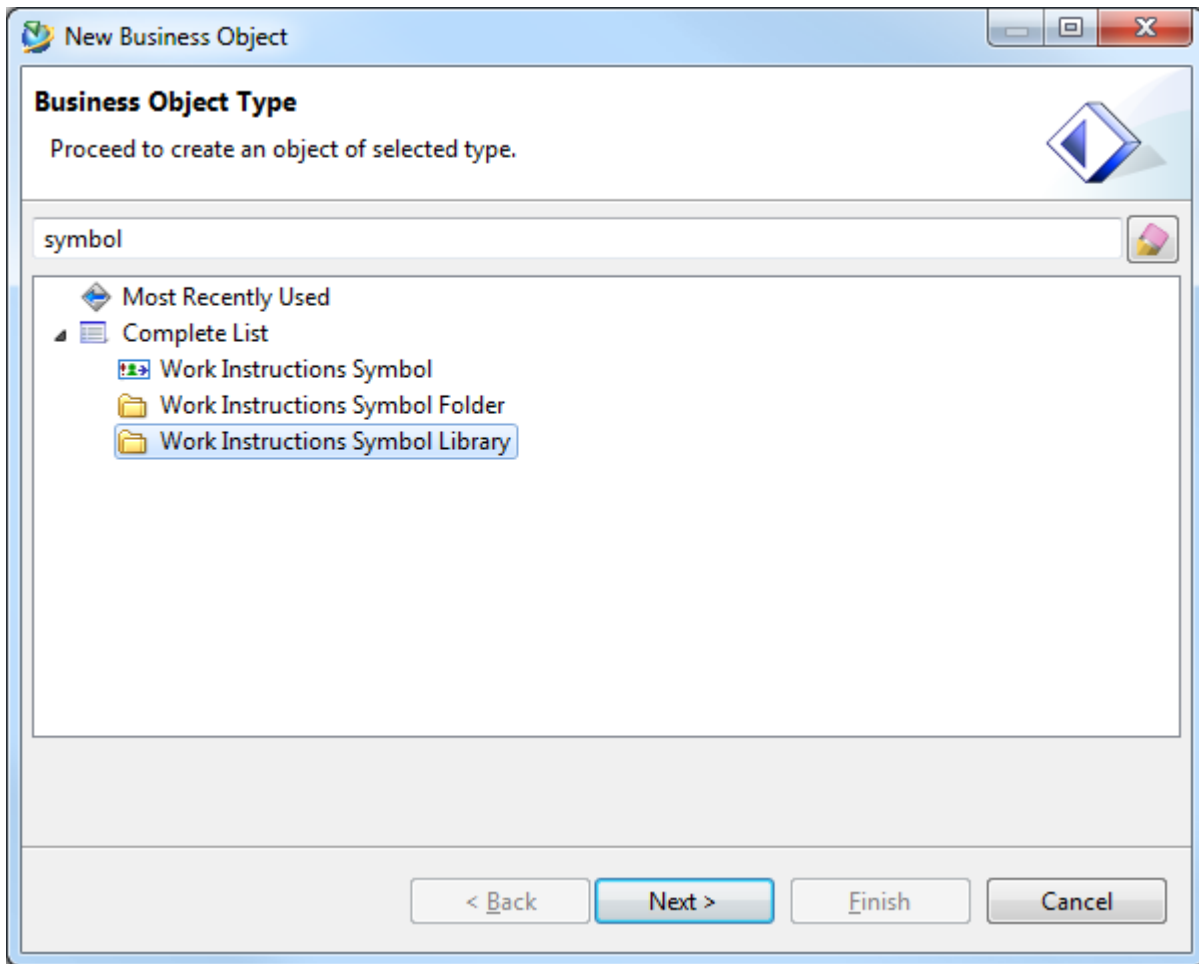 New Business Object
Business Object Type
Proceed to create an object of selected type.
symbol
Most Recently Used
Complete List
Work Instructions Symbol
Work Instructions Symbol Folder
Work Instructions Symbol Library
< Back Next > Finish Cancel